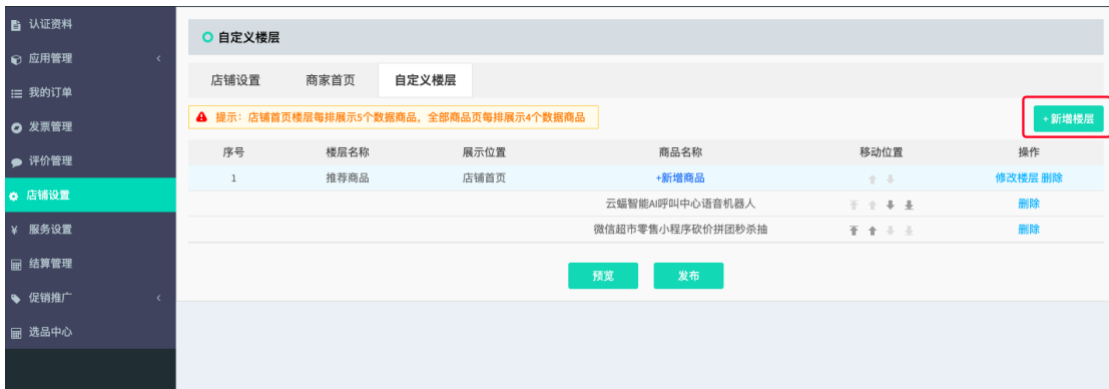 认证资料
应用管理
我的订单
发票管理
评价管理
店铺设置
服务设置
结算管理
促销推广
选品中心
自定义楼层
店铺设置 商家首页 自定义楼层
提示：店铺首页楼层每排展示5个数据商品，全部商品页每排展示4个数据商品
+新增楼层
序号 楼层名称 展示位置 商品名称 移动位置 操作
1 推荐商品 店铺首页 +新增商品 修改楼层 删除
云蝠智能AI呼叫中心语音机器人 删除
微信超市零售小程序砍价拼团秒杀抽 删除
预览 发布